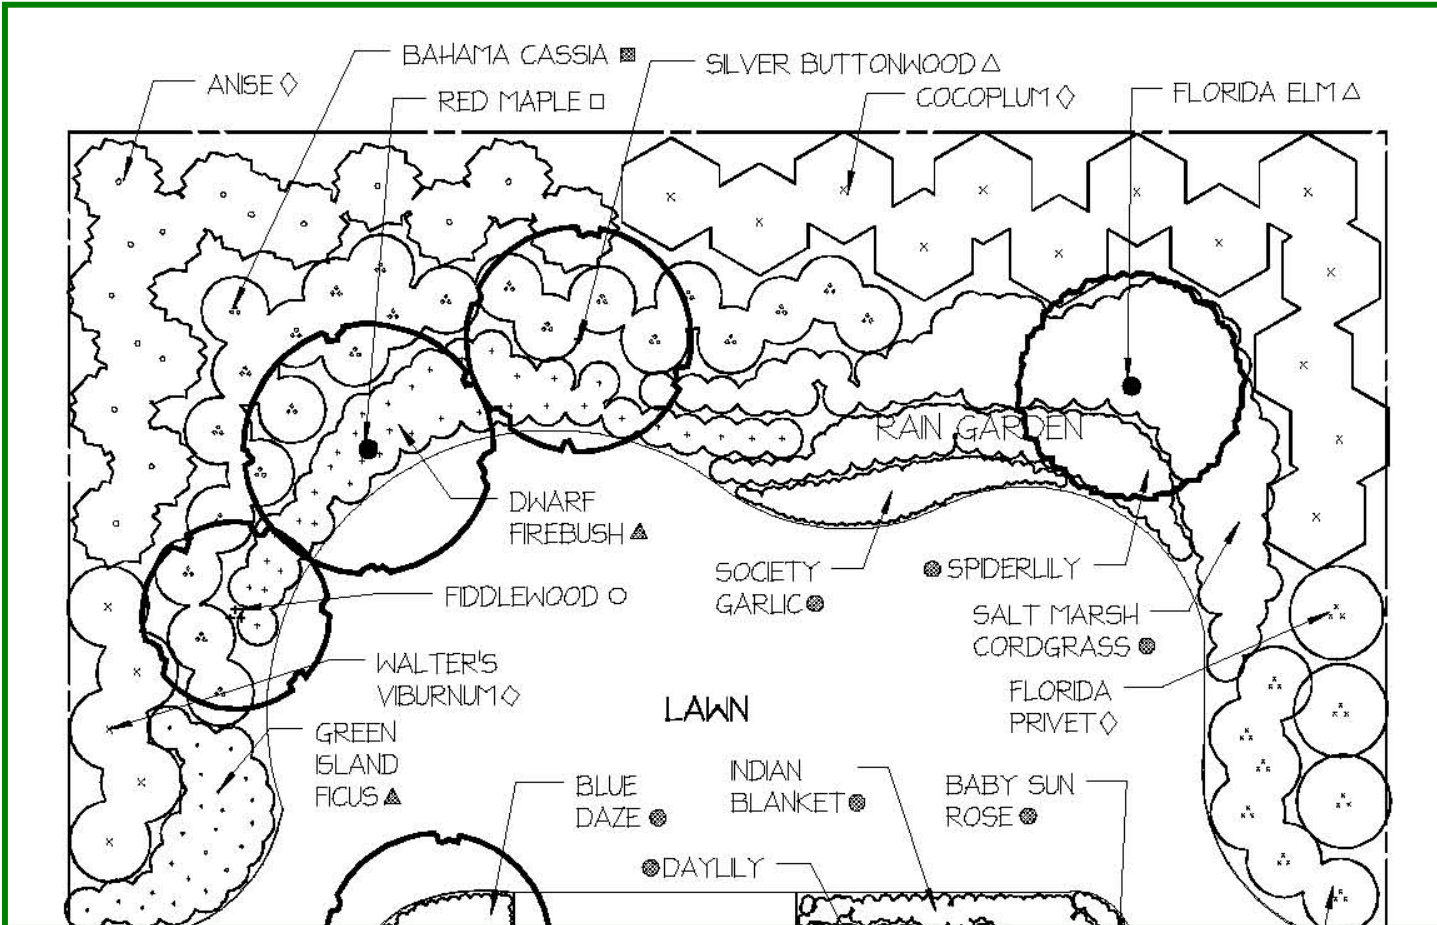 BAHAMA CASSIA
SILVER BUTTONWOOD
ANISE
RED MAPLE
COCOPLUM
FLORIDA ELM
RAIN GARDEN
DWARF
FIREBUSH
SOCIETY
GARLIC
SPIDERLILY
FIDDLEWOOD
SALT MARSH
CORDGRASS
WALTER'S
VIBURNUM
FLORIDA
PRIVET
LAWN
GREEN
ISLAND
FICUS
BLUE
DAZE
INDIAN
BLANKET
BABY SUN
ROSE
DAYLILY